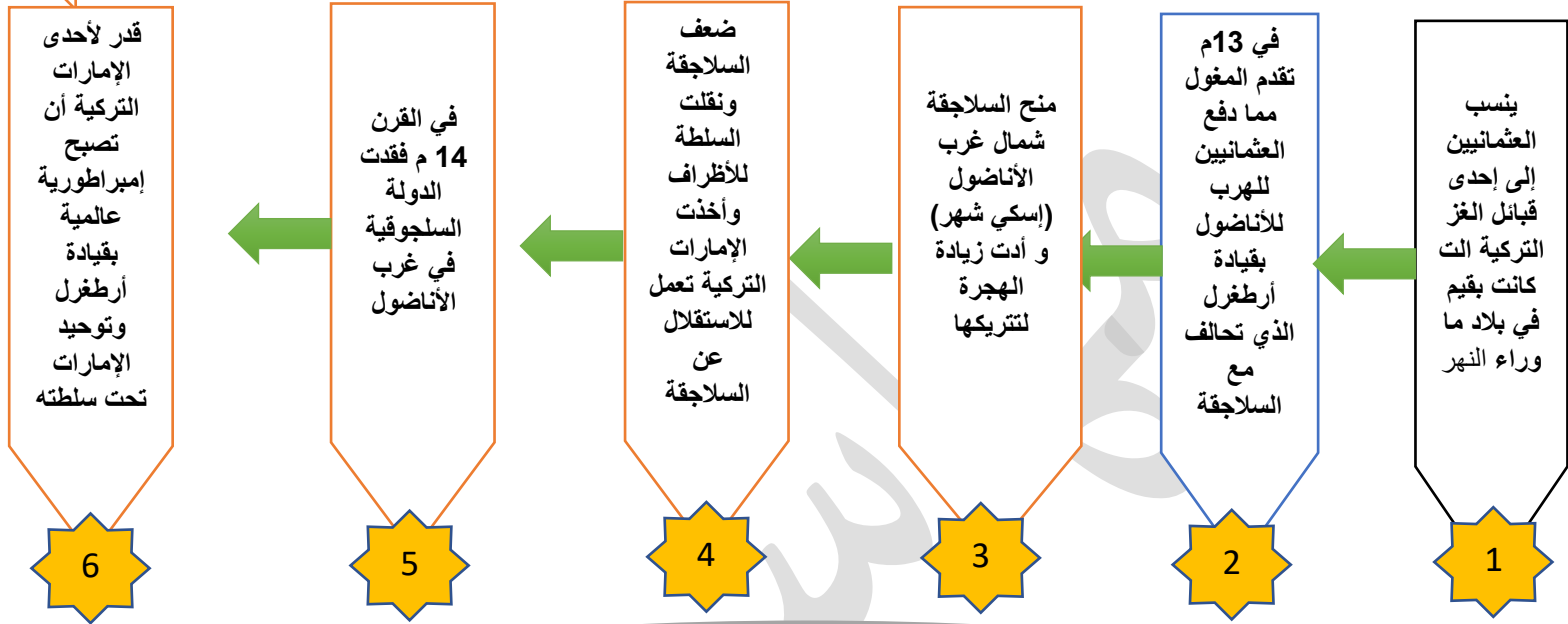 ينسب
العثمانيين
إلى إحدى
قبائل الغز
التركية الت
كانت بقيم
في بلاد ما
وراء النهر
1
في 13م
تقدم المغول
مما دفع
العثمانيين
للهرب
للأناضول
بقيادة
أرطغرل
الذي تحالف
مع
السلاجقة
2
منح السلاجقة
شمال غرب
الأناضول
(إسكي شهر)
و أدت زيادة
الهجرة
لتتريكها
3
ضعف
السلاجقة
ونقلت
السلطة
للأظراف
وأخذت
الإمارات
التركية تعمل
للاستقلال
عن
السلاجقة
4
في القرن
14 م فقدت
الدولة
السلجوقية
في غرب
الأناضول
5
قدر لأحدى
الإمارات
التركية أن
تصبح
إمبراطورية
عالمية
بقيادة
أرطغرل
وتوحيد
الإمارات
تحت سلطته
6